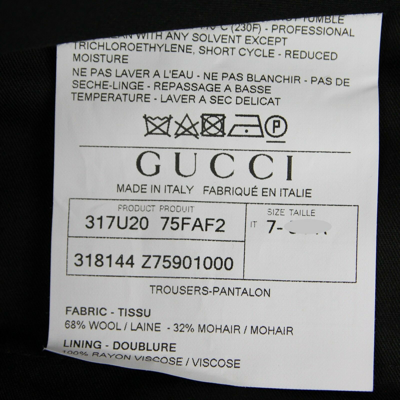 (230F) - PROFESSIONAL
CLEAN WITH ANY SOLVENT EXCEPT
TRICHLOROETHYLENE, SHORT CYCLE - REDUCED
MOISTURE
NE PAS LAVER A L'EAU - NE PAS BLANCHIR - PAS DE
SECHE-LINGE - REPASSAGE A BASSE
TEMPERATURE - LAVER A SEC DELICAT
P
GUCCI
MADE IN ITALY FABRIQUÉ EN ITALIE
PRODUCT PRODUIT
317U20 75FAF2
318144 Z75901000
SIZE TAILLE
IT 7-
TROUSERS-PANTALON
FABRIC - TISSU
68% WOOL / LAINE - 32% MOHAIR / MOHAIR
LINING - DOUBLURE
100% RAYON VISCOSE / VISCOSE